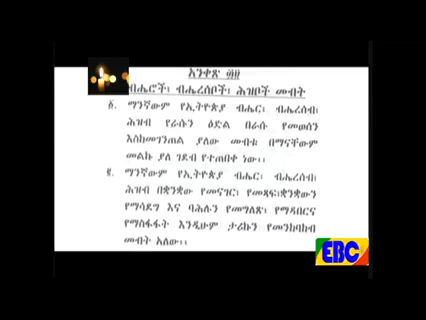 አንቀጽ ፴፱
ብሔሮች፣ ብሔረሰቦች፣ ሕዝቦች መብት
፩. ማንኛውም የኢትዮጵያ ብሔር፣ ብሔረሰብ፣
ሕዝብ የራሱን ዕድል በራሱ የመወሰን
እስከመገንጠል ያለው መብቱ በማናቸውም
መልኩ ያለ ገደብ የተጠበቀ ነው፡፡
፪. ማንኛውም የኢትዮጵያ ብሔር፣ ብሔረሰብ፣
ሕዝብ በቋንቋው የመናገር፣ የመጻፍ፣ቋንቋውን
የማሳደግ እና ባሕሉን የመግለጽ፣ የማዳበርና
የማስፋፋት እንዲሁም ታሪኩን የመንከባከብ
መብት አለው፡፡
EBC